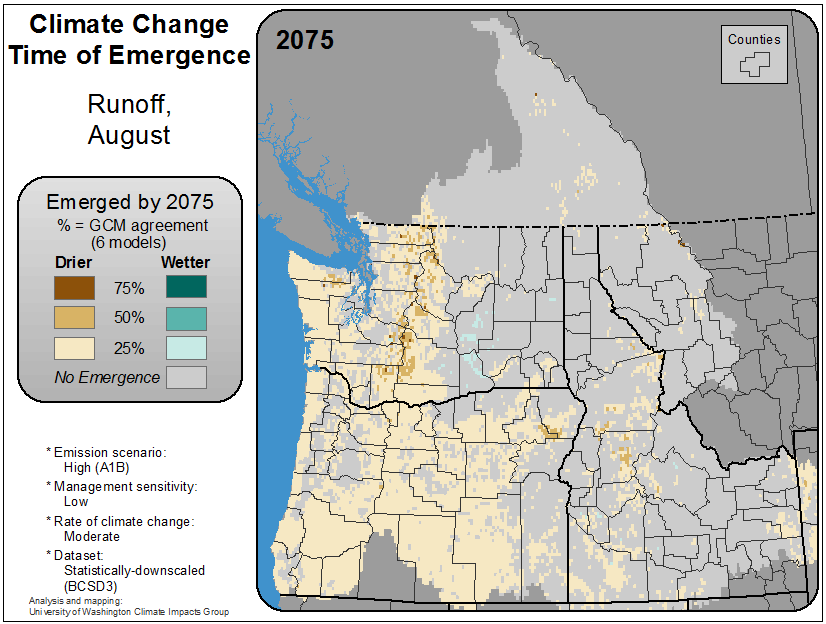 Climate Change
Time of Emergence
Runoff,
August
Emerged by 2075
% = GCM agreement
(6 models)
Drier Wetter
75%
50%
25%
No Emergence
* Emission scenario:
High (A1B)
* Management sensitivity:
Low
* Rate of climate change:
Moderate
* Dataset:
Statistically-downscaled
(BCSD3)
Analysis and mapping:
University of Washington Climate Impacts Group
2075
Counties